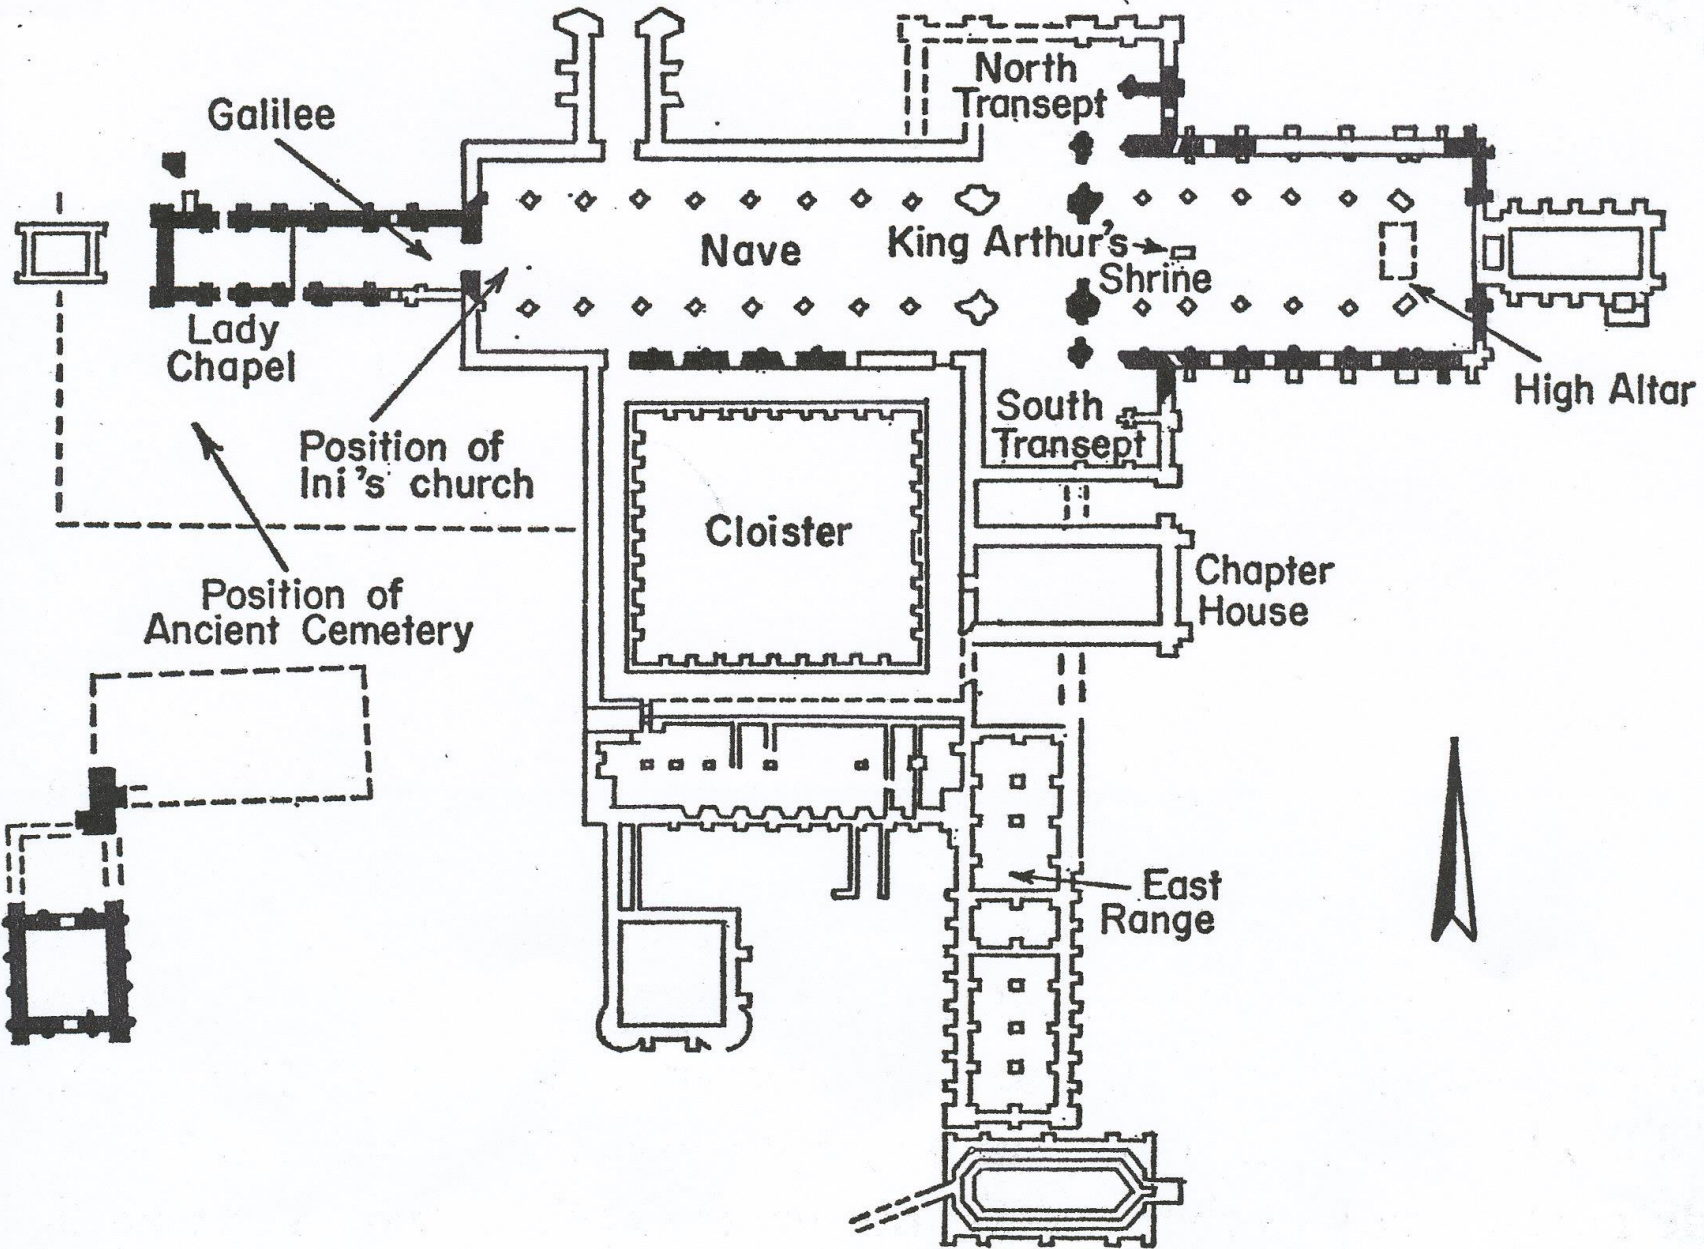 North
Transept
Galilee
Nave
King Arthur's
Shrine
Lady
Chapel
High Altar
Position of
Ini's church
South
Transept
Cloister
Position of
Ancient Cemetery
Chapter
House
East
Range